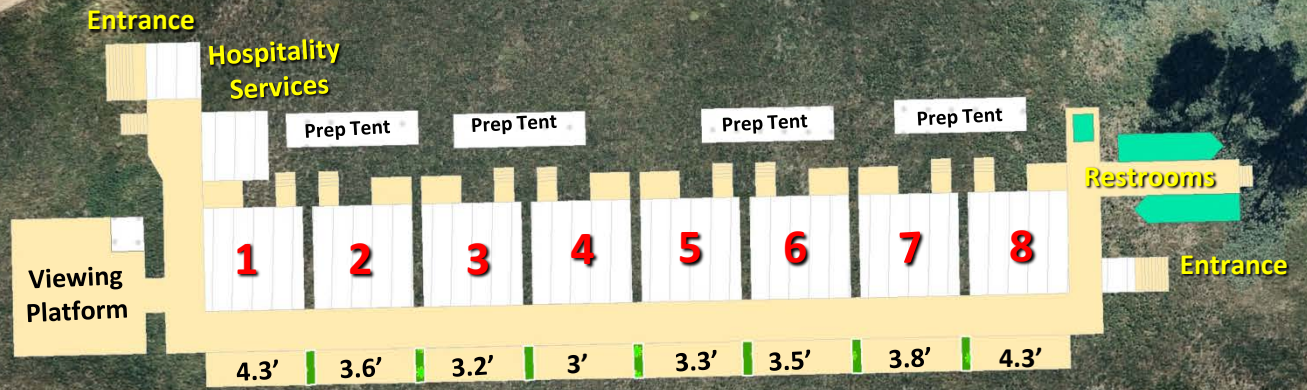 Entrance
Hospitality
Services
Prep Tent
Prep Tent
Prep Tent
Prep Tent
Restrooms
Entrance
Viewing
Platform
1
2
3
4
5
6
7
8
4.3’
3.6’
3.2’
3’
3.3’
3.5’
3.8’
4.3’